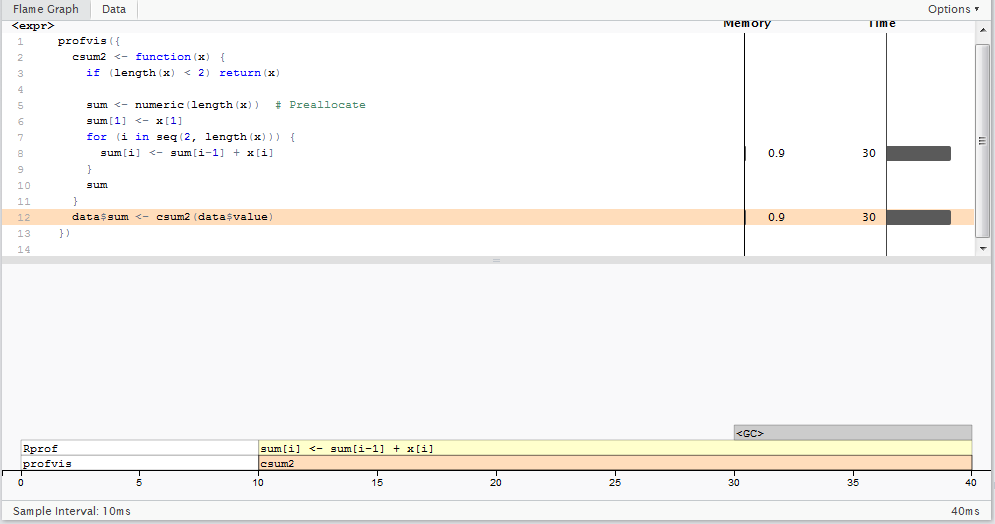 Flame Graph Data Options ▾
<expr> Memory Time
1 profvis({
2 csum2 <- function(x) {
3 if (length(x) < 2) return(x)
4
5 sum <- numeric(length(x))  # Preallocate
6 sum[1] <- x[1]
7 for (i in seq(2, length(x))) {
8 sum[i] <- sum[i-1] + x[i] 0.9 30
9 }
10 sum
11 }
12 data$sum <- csum2(data$value) 0.9 30
13 })
14
<GC>
Rprof sum[i] <- sum[i-1] + x[i]
profvis csum2
0 5 10 15 20 25 30 35 40
Sample Interval: 10ms 40ms